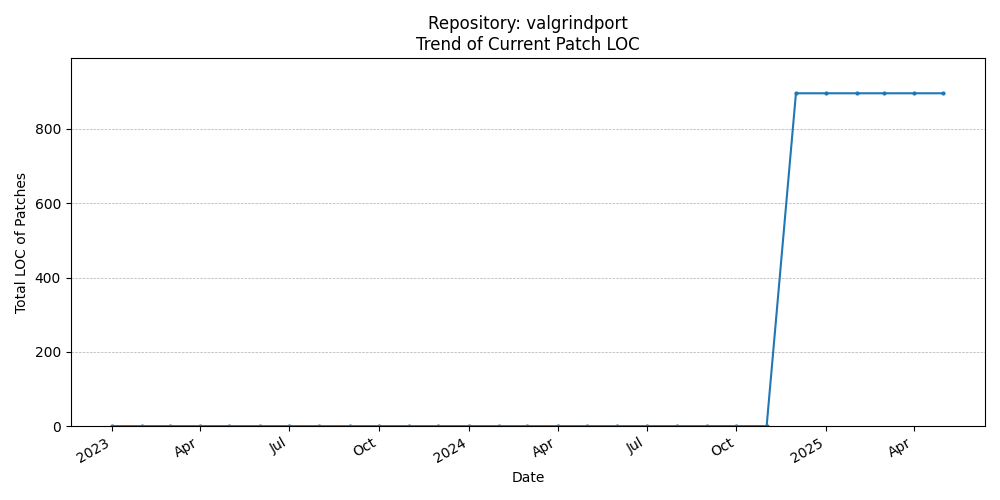 Repository: valgrindport
Trend of Current Patch LOC
Total LOC of Patches
800
600
400
200
0
2023
Apr
Jul
Oct
2024
Apr
Jul
Oct
2025
Apr
Date